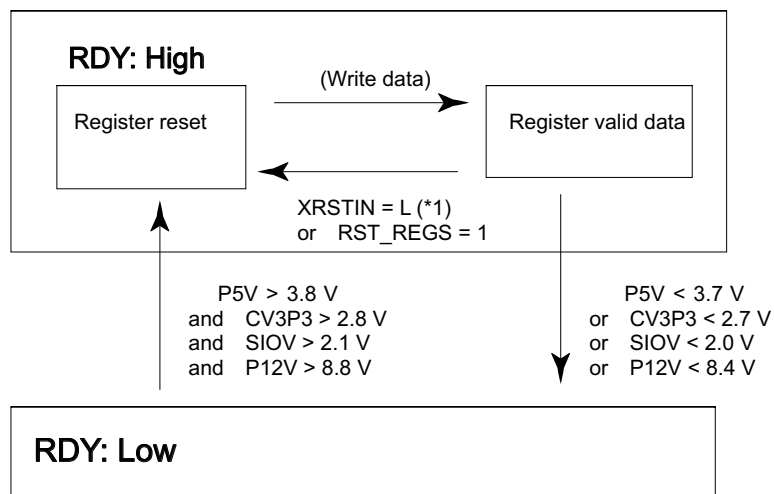 RDY: High
(Write data)
Register reset
Register valid data
XRSTIN = L (*1)
or RST_REGS = 1
P5V > 3.8 V
and CV3P3 > 2.8 V
and SIOV > 2.1 V
and P12V > 8.8 V
P5V < 3.7 V
or CV3P3 < 2.7 V
or SIOV < 2.0 V
or P12V < 8.4 V
RDY: Low